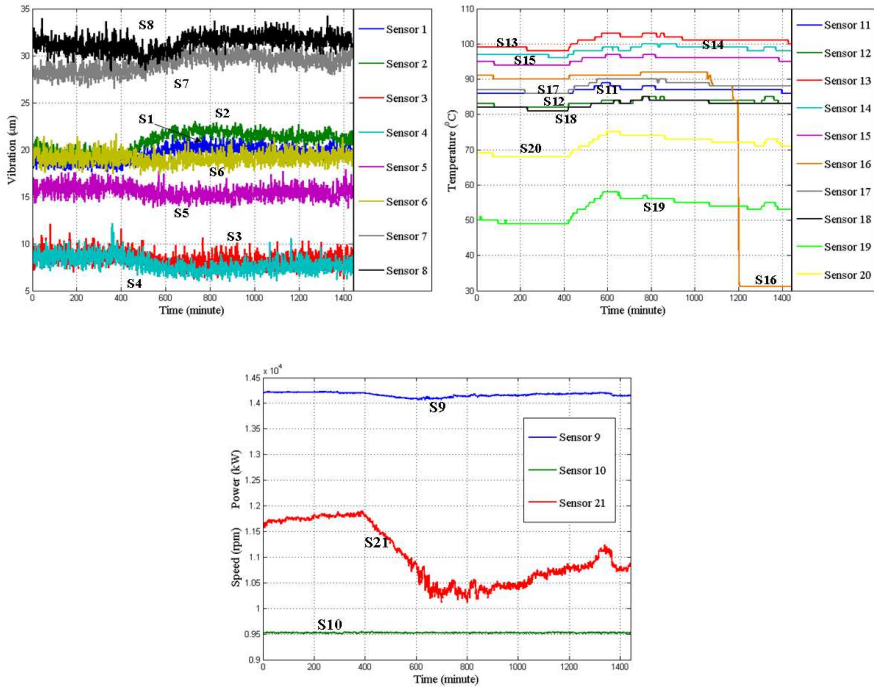 35
30
25
20
15
10
5
Vibration (μm)
0 200 400 600 800 1000 1200 1400
Time (minute)
S8
S7
S1
S2
S6
S5
S3
S4
Sensor 1
Sensor 2
Sensor 3
Sensor 4
Sensor 5
Sensor 6
Sensor 7
Sensor 8
110
100
90
80
70
60
50
40
30
Temperature (°C)
0 200 400 600 800 1000 1200 1400
Time (minute)
S13
S14
S15
S17
S11
S12
S18
S20
S19
S16
Sensor 11
Sensor 12
Sensor 13
Sensor 14
Sensor 15
Sensor 16
Sensor 17
Sensor 18
Sensor 19
Sensor 20
x 10⁴
1.45
1.4
1.35
1.3
1.25
1.2
1.15
1.1
1.05
1
0.95
0.9
Power (kW)
Speed (rpm)
0 200 400 600 800 1000 1200 1400
Time (minute)
S9
S21
S10
Sensor 9
Sensor 10
Sensor 21